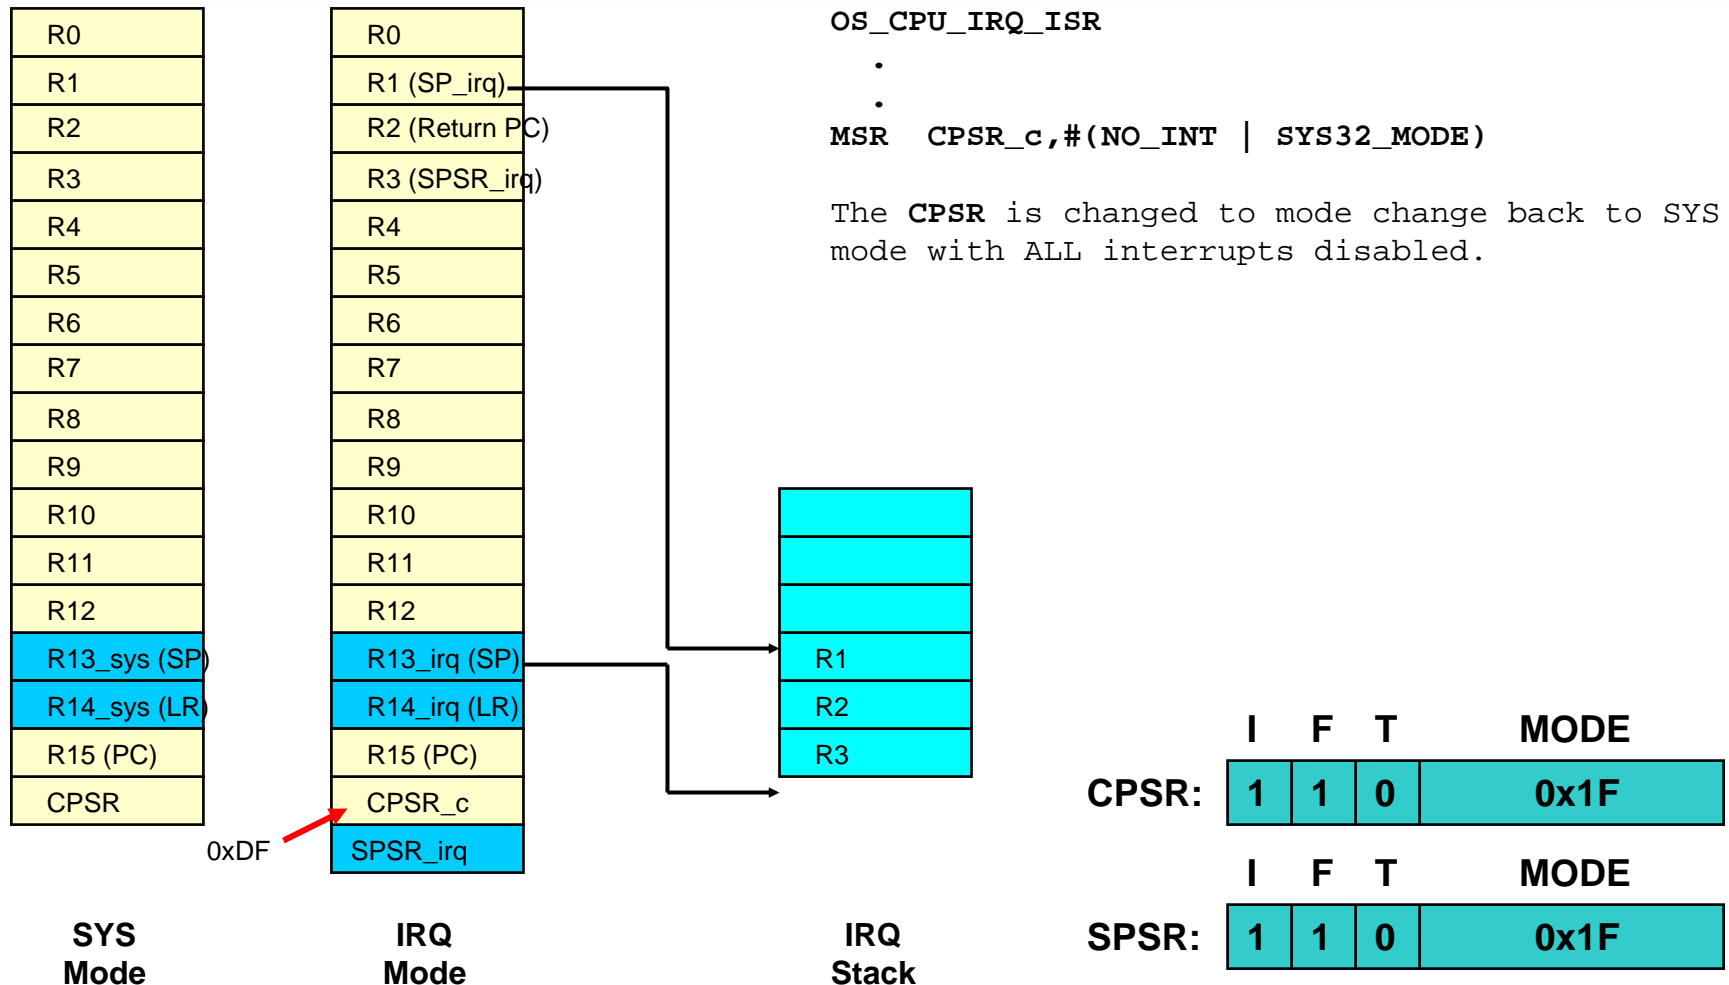 R0
R1
R2
R3
R4
R5
R6
R7
R8
R9
R10
R11
R12
R13_sys (SP)
R14_sys (LR)
R15 (PC)
CPSR
SYS
Mode
R0
R1 (SP_irq)
R2 (Return PC)
R3 (SPSR_irq)
R4
R5
R6
R7
R8
R9
R10
R11
R12
R13_irq (SP)
R14_irq (LR)
R15 (PC)
CPSR_c
SPSR_irq
0xDF
IRQ
Mode
OS_CPU_IRQ_ISR
.
.
MSR CPSR_c,#(NO_INT | SYS32_MODE)
The CPSR is changed to mode change back to SYS
mode with ALL interrupts disabled.
R1
R2
R3
IRQ
Stack
I F T MODE
CPSR: 1 1 0 0x1F
I F T MODE
SPSR: 1 1 0 0x1F